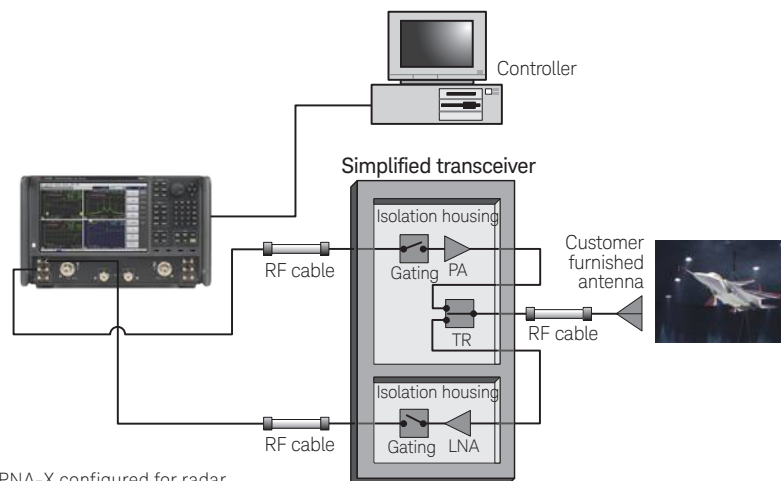 Controller
Simplified transceiver
Isolation housing
RF cable
Gating
PA
Customer
furnished
antenna
TR
RF cable
Isolation housing
RF cable
Gating
LNA
PNA-X configured for radar